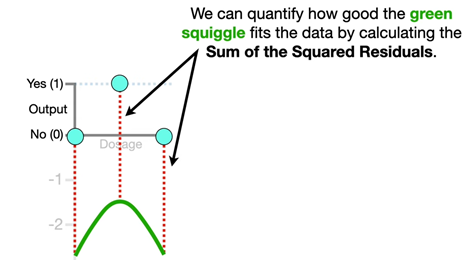 We can quantify how good the green
squiggle fits the data by calculating the
Sum of the Squared Residuals.
Yes (1)
Output
No (0)
Dosage
-1
-2